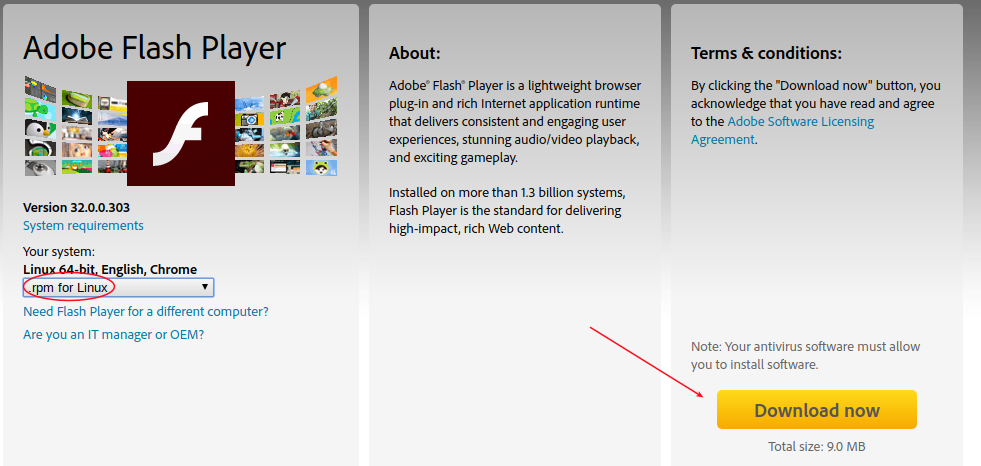 Adobe Flash Player
Version 32.0.0.303
System requirements
Your system:
Linux 64-bit, English, Chrome
.rpm for Linux
Need Flash Player for a different computer?
Are you an IT manager or OEM?
About:
Adobe® Flash® Player is a lightweight browser
plug-in and rich Internet application runtime
that delivers consistent and engaging user
experiences, stunning audio/video playback,
and exciting gameplay.
Installed on more than 1.3 billion systems,
Flash Player is the standard for delivering
high-impact, rich Web content.
Terms & conditions:
By clicking the "Download now" button, you
acknowledge that you have read and agree
to the Adobe Software Licensing
Agreement.
Note: Your antivirus software must allow
you to install software.
Download now
Total size: 9.0 MB